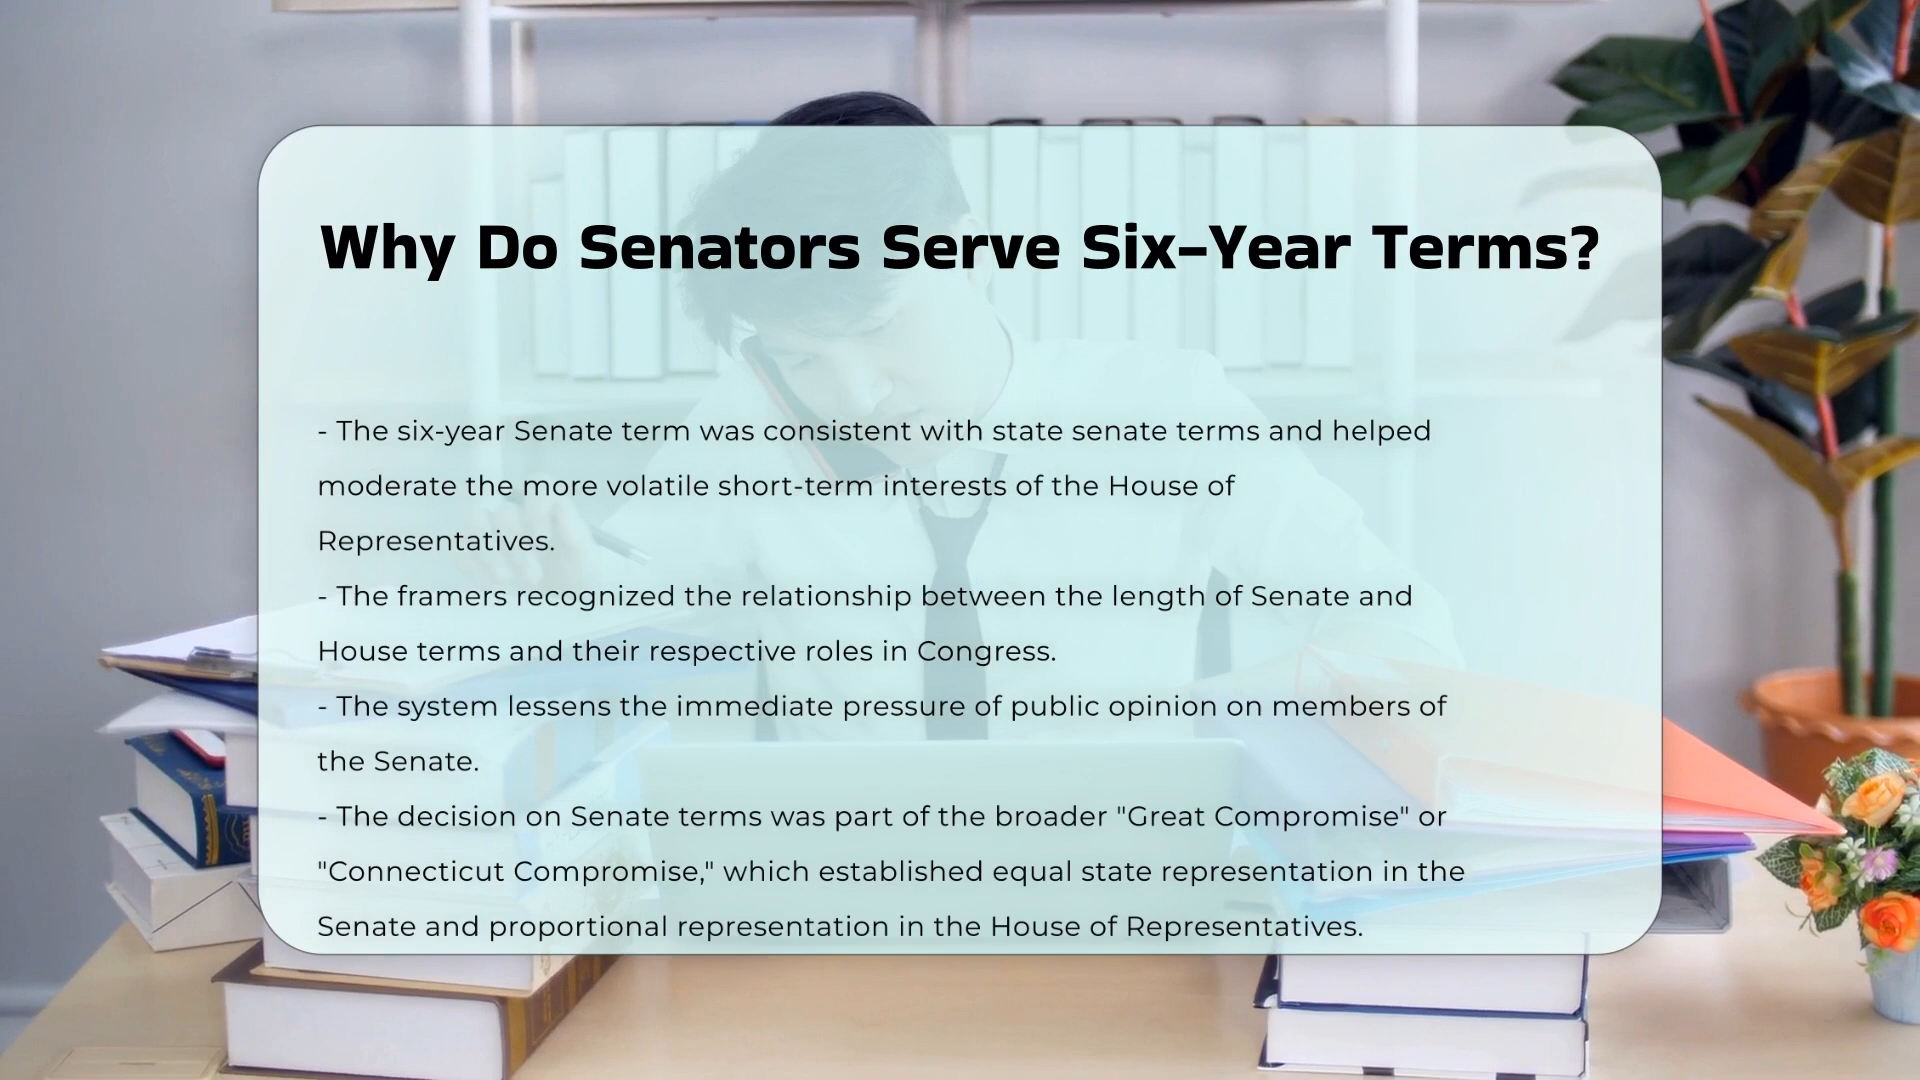 Why Do Senators Serve Six-Year Terms?
- The six-year Senate term was consistent with state senate terms and helped
moderate the more volatile short-term interests of the House of
Representatives.
- The framers recognized the relationship between the length of Senate and
House terms and their respective roles in Congress.
- The system lessens the immediate pressure of public opinion on members of
the Senate.
- The decision on Senate terms was part of the broader "Great Compromise" or
"Connecticut Compromise," which established equal state representation in the
Senate and proportional representation in the House of Representatives.